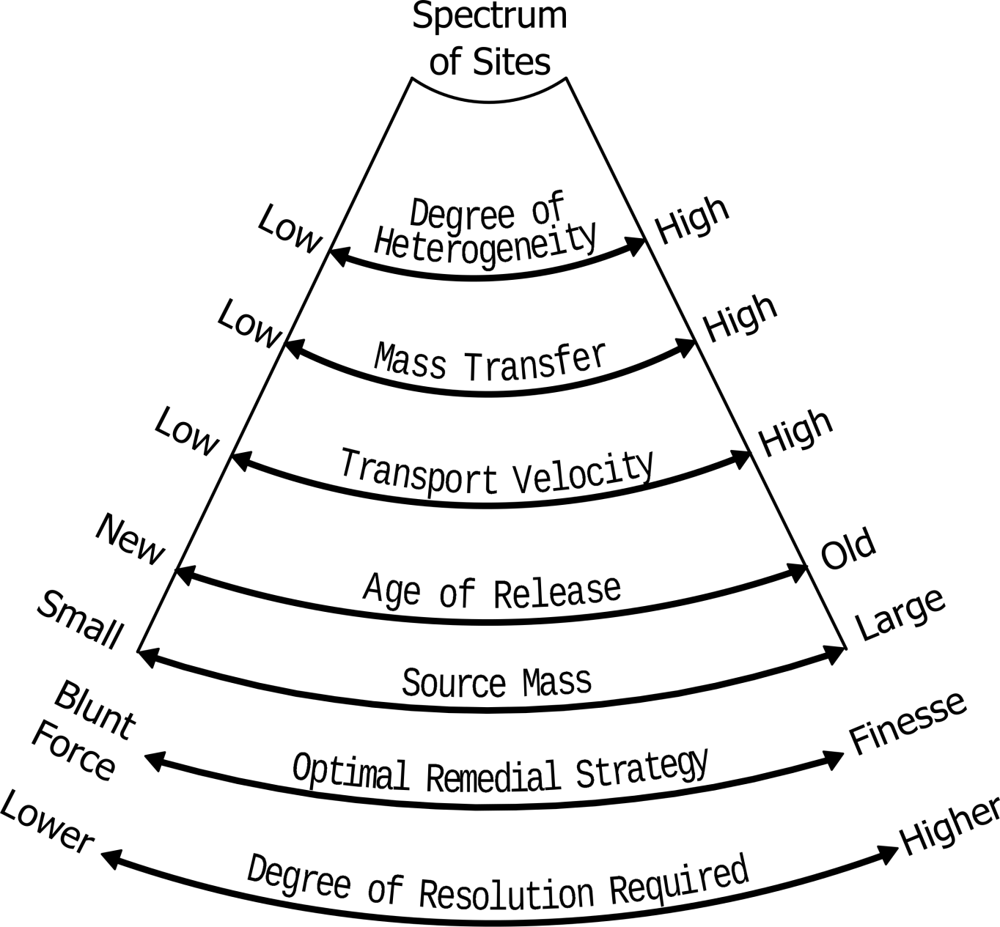 Spectrum
of Sites
Low
Degree of
Heterogeneity
High
Low
Mass Transfer
High
Low
Transport Velocity
High
New
Age of Release
Old
Small
Source Mass
Large
Blunt
Force
Optimal Remedial Strategy
Finesse
Lower
Degree of Resolution Required
Higher